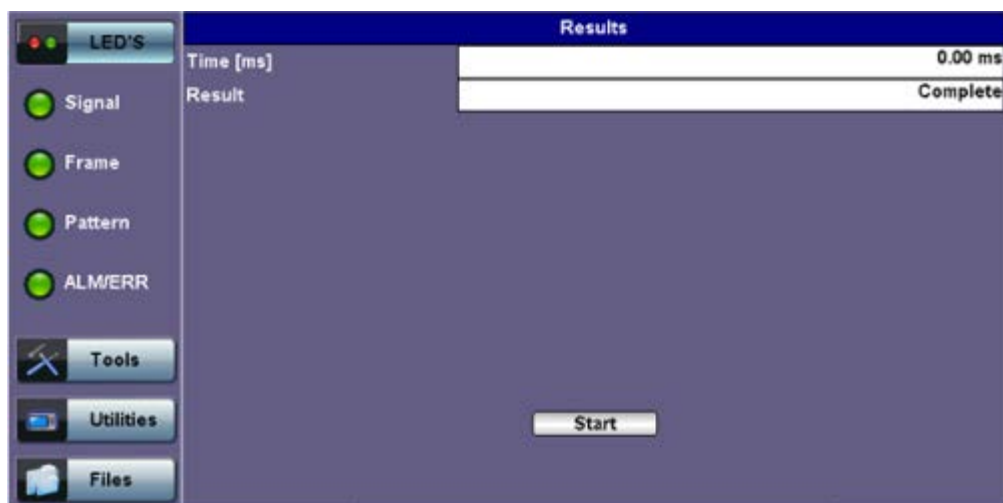 LED'S
Signal
Frame
Pattern
ALM/ERR
Tools
Utilities
Files
Results
Time [ms] 0.00 ms
Result Complete
Start